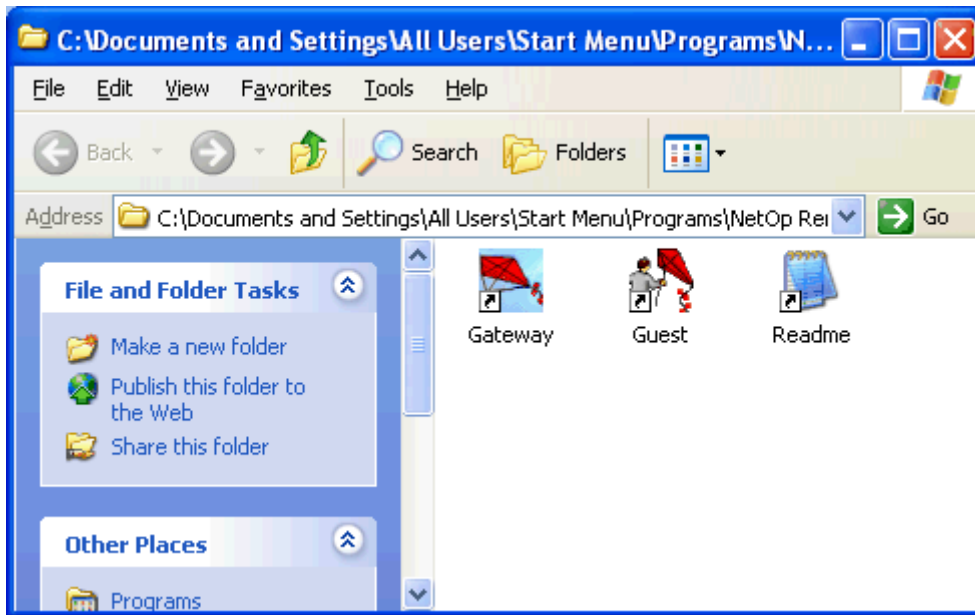 C:\Documents and Settings\All Users\Start Menu\Programs\N...
File Edit View Favorites Tools Help
Back Search Folders
Address C:\Documents and Settings\All Users\Start Menu\Programs\NetOp Rei Go
File and Folder Tasks
Make a new folder
Publish this folder to
the Web
Share this folder
Other Places
Programs
Gateway Guest Readme